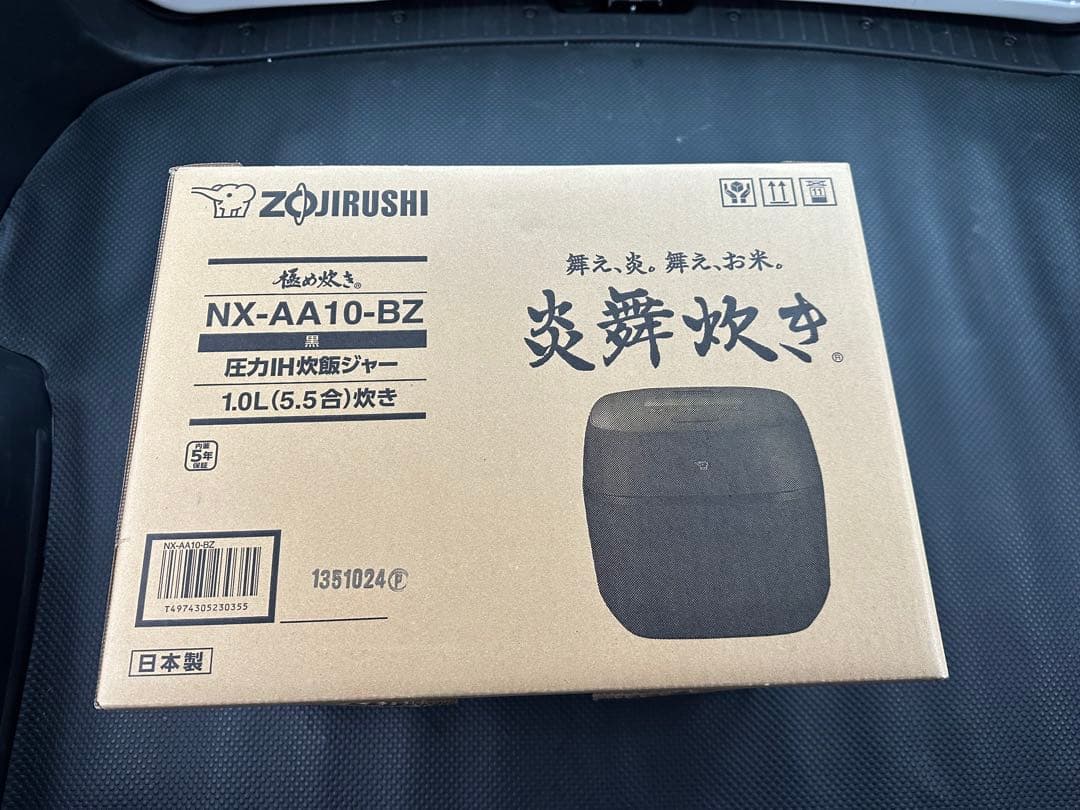 ZOJIRUSHI
11
極め炊き®
NX-AA10-BZ
黒
圧力IH炊飯ジャー
1.0L(5.5合)炊き
内釜
5年
保証
舞え、炎。舞え、お米。
炎舞炊き®
NX-AA10-BZ
T4974305230355
1351024Ⓟ
日本製